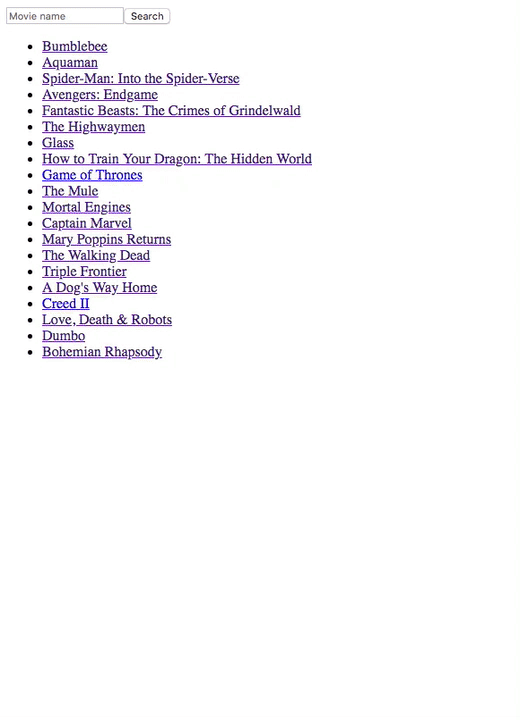 Movie name Search
Bumblebee
Aquaman
Spider-Man: Into the Spider-Verse
Avengers: Endgame
Fantastic Beasts: The Crimes of Grindelwald
The Highwaymen
Glass
How to Train Your Dragon: The Hidden World
Game of Thrones
The Mule
Mortal Engines
Captain Marvel
Mary Poppins Returns
The Walking Dead
Triple Frontier
A Dog's Way Home
Creed II
Love, Death & Robots
Dumbo
Bohemian Rhapsody